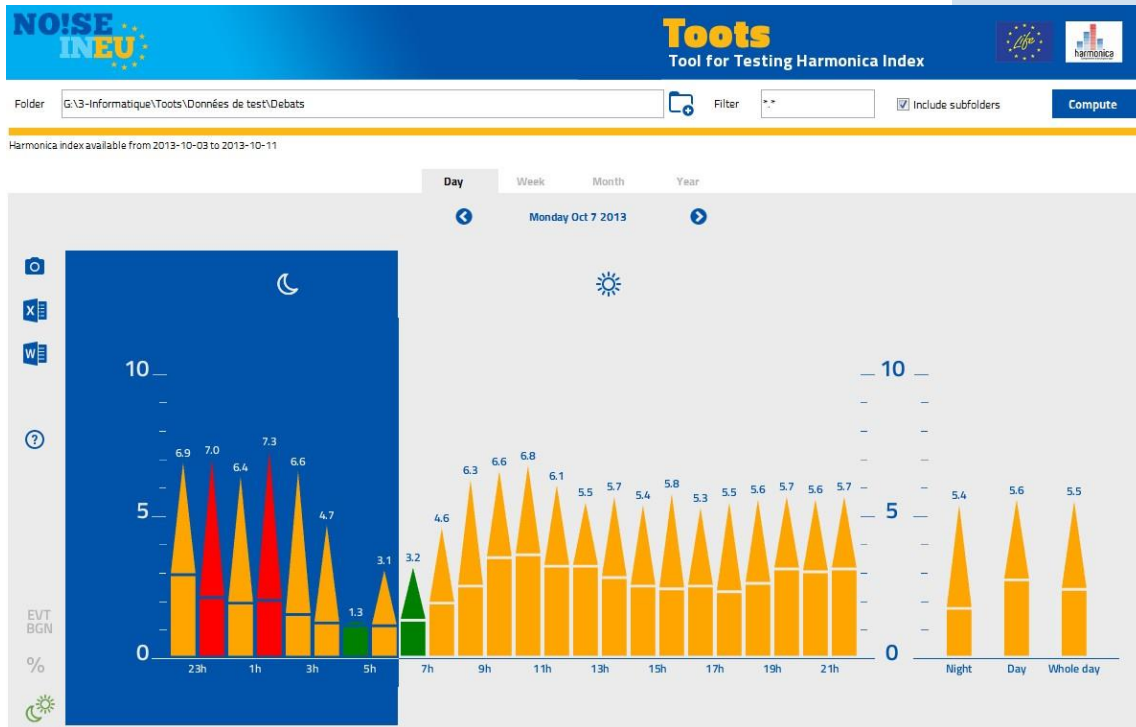 NO!SE
INEU
Toots
Tool for Testing Harmonica Index
Life
harmonica
Folder G:\3-Informatique\Toots\Données de test\Debats Filter *.* Include subfolders Compute
Harmonica index available from 2013-10-03 to 2013-10-11
Day Week Month Year
Monday Oct 7 2013
10 10
6.9 7.0 6.4 7.3 6.6 4.7 1.3 3.1 3.2 4.6 6.3 6.6 6.8 6.1 5.5 5.7 5.4 5.8 5.3 5.5 5.6 5.7 5.6 5.7 5.4 5.6 5.5
5 5
EVT
BGN
%
0 0
23h 1h 3h 5h 7h 9h 11h 13h 15h 17h 19h 21h Night Day Whole day